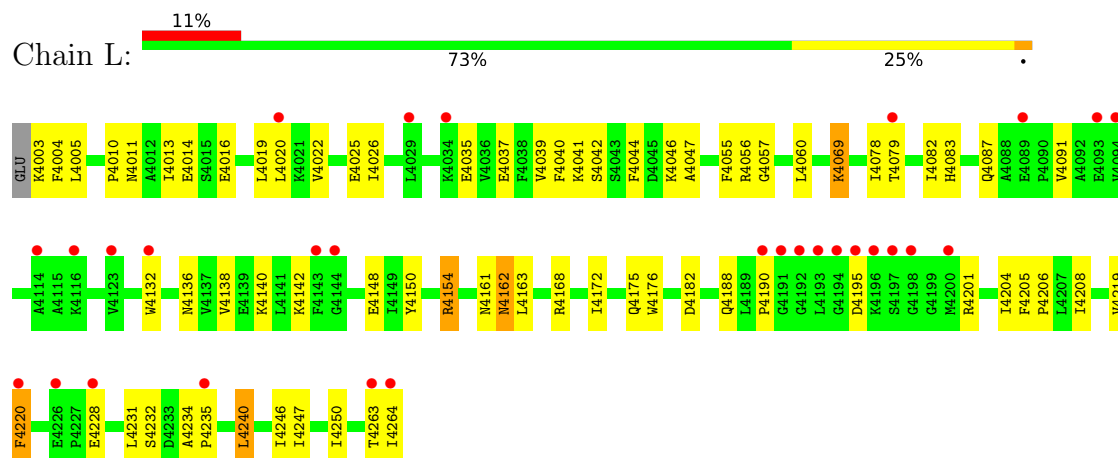 11%
Chain L:
73% 25% •
GLU K4003 F4004 L4005 P4010 N4011 A4012 I4013 E4014 S4015 E4016 L4019 L4020 K4021 V4022 E4025 I4026 L4029 K4034 E4035 V4036 E4037 F4038 V4039 F4040 K4041 S4042 S4043 F4044 D4045 K4046 A4047 F4055 R4056 G4057 L4060 K4069 I4078 T4079 I4082 H4083 Q4087 A4088 E4089 P4090 V4091 A4092 E4093 V4094
A4114 A4115 K4116 V4123 W4132 N4136 V4137 V4138 E4139 K4140 L4141 K4142 F4143 G4144 E4148 I4149 Y4150 R4154 N4161 N4162 L4163 R4168 I4172 Q4175 W4176 D4182 Q4188 L4189 P4190 G4191 G4192 L4193 G4194 D4195 K4196 S4197 G4198 G4199 M4200 R4201 I4204 F4205 P4206 L4207 I4208 V4219
F4220 E4226 P4227 E4228 L4231 S4232 D4233 A4234 P4235 L4240 I4246 I4247 I4250 T4263 I4264